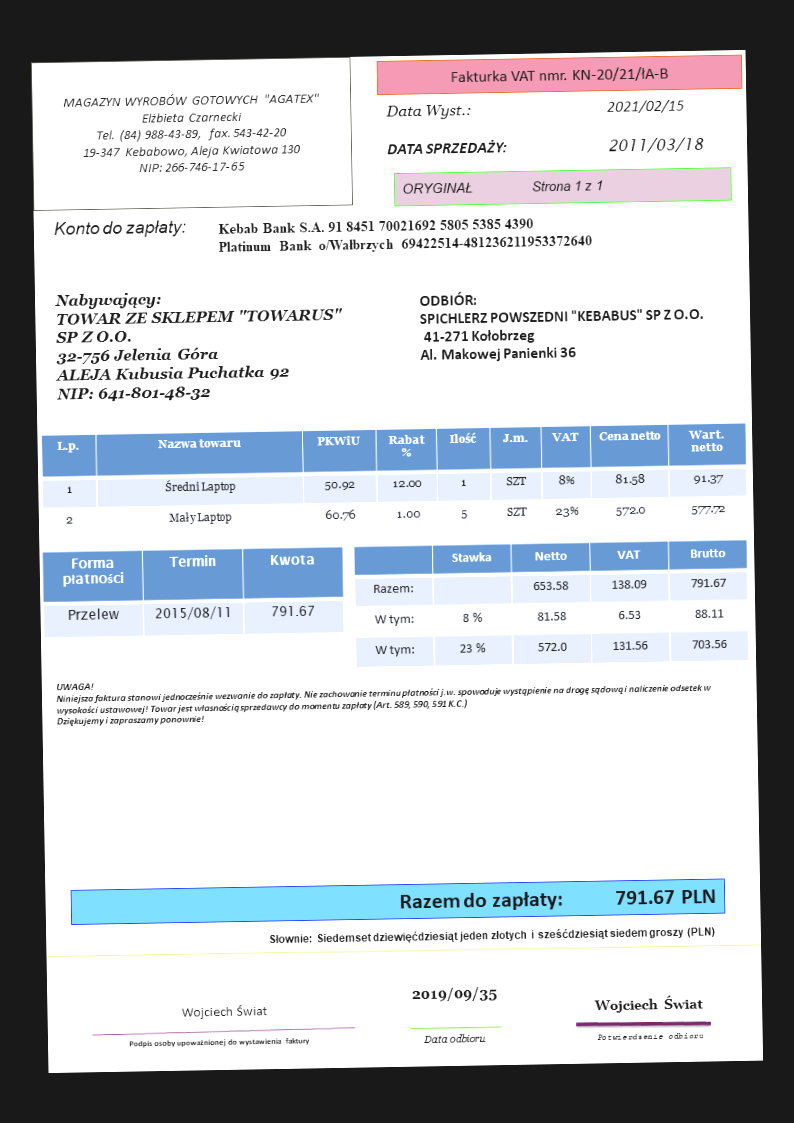 MAGAZYN WYROBÓW GOTOWYCH "AGATEX"
Elżbieta Czarnecki
Tel. (84) 988-43-89, fax. 543-42-20
19-347 Kebabowo, Aleja Kwiatowa 130
NIP: 266-746-17-65
Fakturka VAT nmr. KN-20/21/IA-B
Data Wyst.: 2021/02/15
DATA SPRZEDAŻY: 2011/03/18
ORYGINAŁ Strona 1 z 1
Konto do zapłaty: Kebab Bank S.A. 91 8451 70021692 5805 5385 4390
Platinum Bank o/Wałbrzych 69422514-481236211953372640
Nabywający:
TOWAR ZE SKLEPEM "TOWARUS"
SP Z O.O.
32-756 Jelenia Góra
ALEJA Kubusia Puchatka 92
NIP: 641-801-48-32
ODBIÓR:
SPICHLERZ POWSZEDNI "KEBABUS" SP Z O.O.
41-271 Kołobrzeg
Al. Makowej Panienki 36
L.p. Nazwa towaru PKWiU Rabat % Ilość J.m. VAT Cena netto Wart. netto
1 Średni Laptop 50.92 12.00 1 SZT 8% 81.58 91.37
2 Mały Laptop 60.76 1.00 5 SZT 23% 572.0 577.72
Forma płatności Termin Kwota
Przelew 2015/08/11 791.67
Stawka Netto VAT Brutto
Razem: 653.58 138.09 791.67
W tym: 8 % 81.58 6.53 88.11
W tym: 23 % 572.0 131.56 703.56
UWAGA!
Niniejsza faktura stanowi jednocześnie wezwanie do zapłaty. Nie zachowanie terminu płatności j.w. spowoduje wystąpienie na drogę sądową i naliczenie odsetek w
wysokości ustawowej! Towar jest własnością sprzedawcy do momentu zapłaty (Art. 589, 590, 591 K.C.)
Dziękujemy i zapraszamy ponownie!
Razem do zapłaty: 791.67 PLN
Słownie: Siedemset dziewięćdziesiąt jeden złotych i sześćdziesiąt siedem groszy (PLN)
Wojciech Świat
Podpis osoby upoważnionej do wystawienia faktury
2019/09/35
Data odbioru
Wojciech Świat
Potwierdzenie odbioru